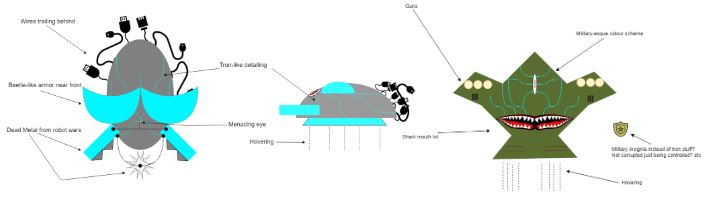 Guns
Wires trailing behind
Military-esque colour scheme
Tron-like detailing
Beetle-like armor near front
Menacing eye
Dead Metal from robot wars
Shark mouth lol
Hovering
Military insignia instead of tron stuff?
Not corrupted just being controlled? etc
Hovering